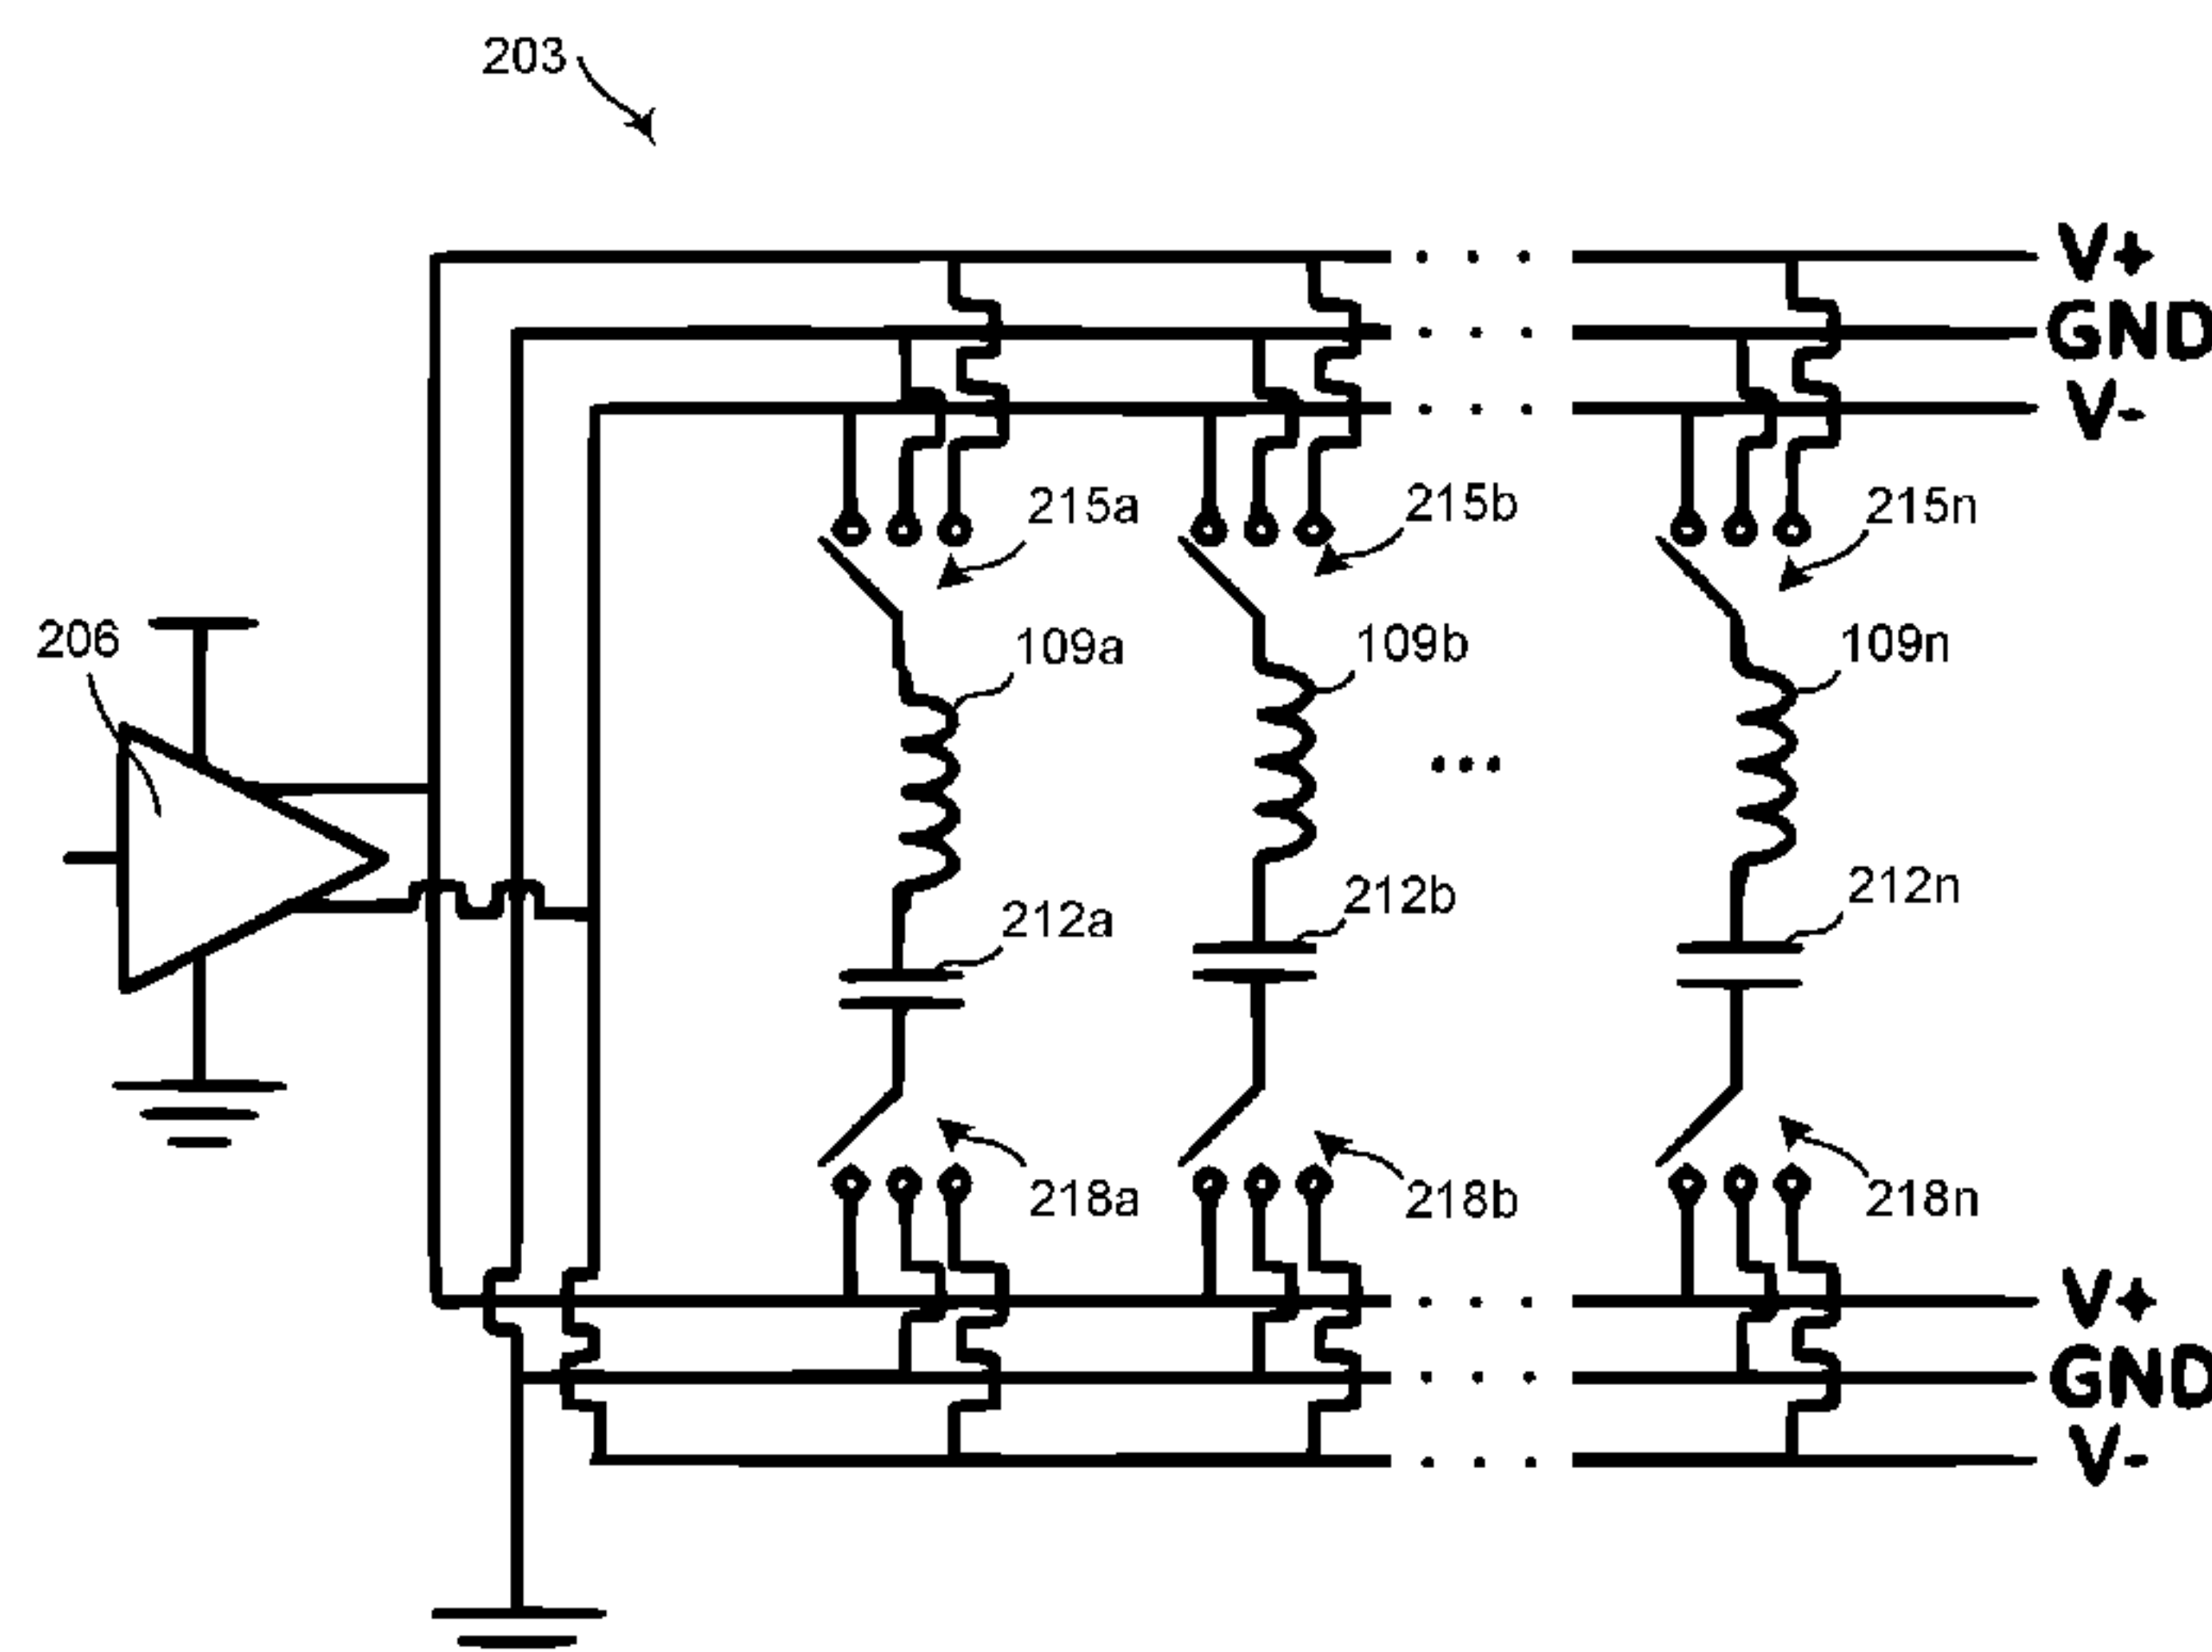 203
V+
GND
V-
215a
215b
215n
206
109a
109b
109n
212a
212b
212n
218a
218b
218n
V+
GND
V-